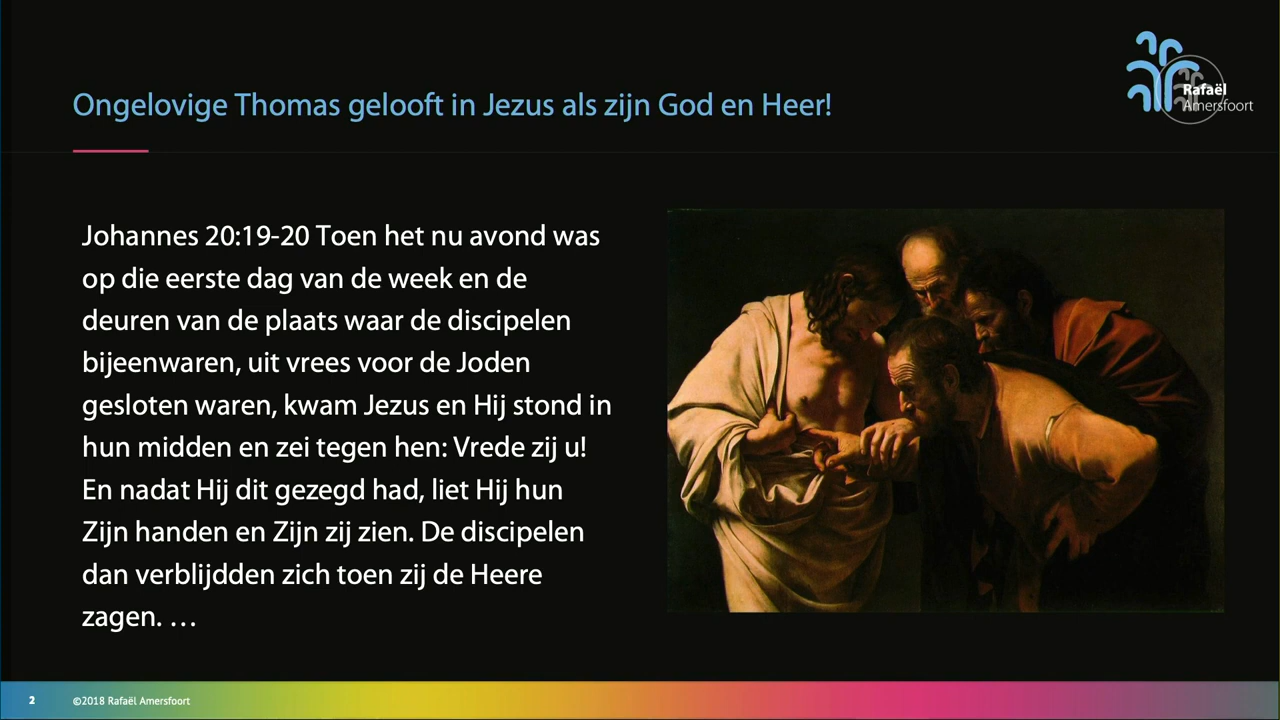 Ongelovige Thomas gelooft in Jezus als zijn God en Heer!
Rafaël
Amersfoort
Johannes 20:19-20 Toen het nu avond was
op die eerste dag van de week en de
deuren van de plaats waar de discipelen
bijeenwaren, uit vrees voor de Joden
gesloten waren, kwam Jezus en Hij stond in
hun midden en zei tegen hen: Vrede zij u!
En nadat Hij dit gezegd had, liet Hij hun
Zijn handen en Zijn zij zien. De discipelen
dan verblijdden zich toen zij de Heere
zagen. …
2 ©2018 Rafaël Amersfoort